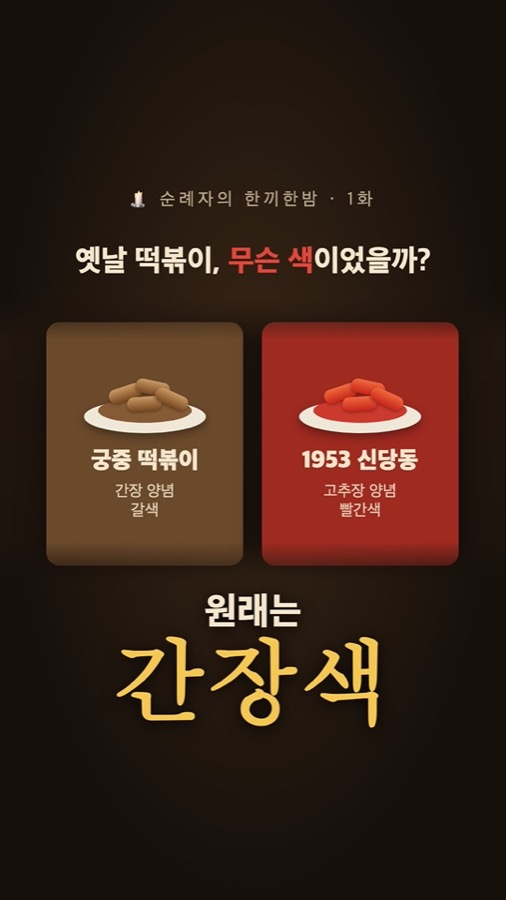 순례자의 한끼한밤 · 1화
옛날 떡볶이, 무슨 색이었을까?
궁중 떡볶이
간장 양념
갈색
1953 신당동
고추장 양념
빨간색
원래는
간장색